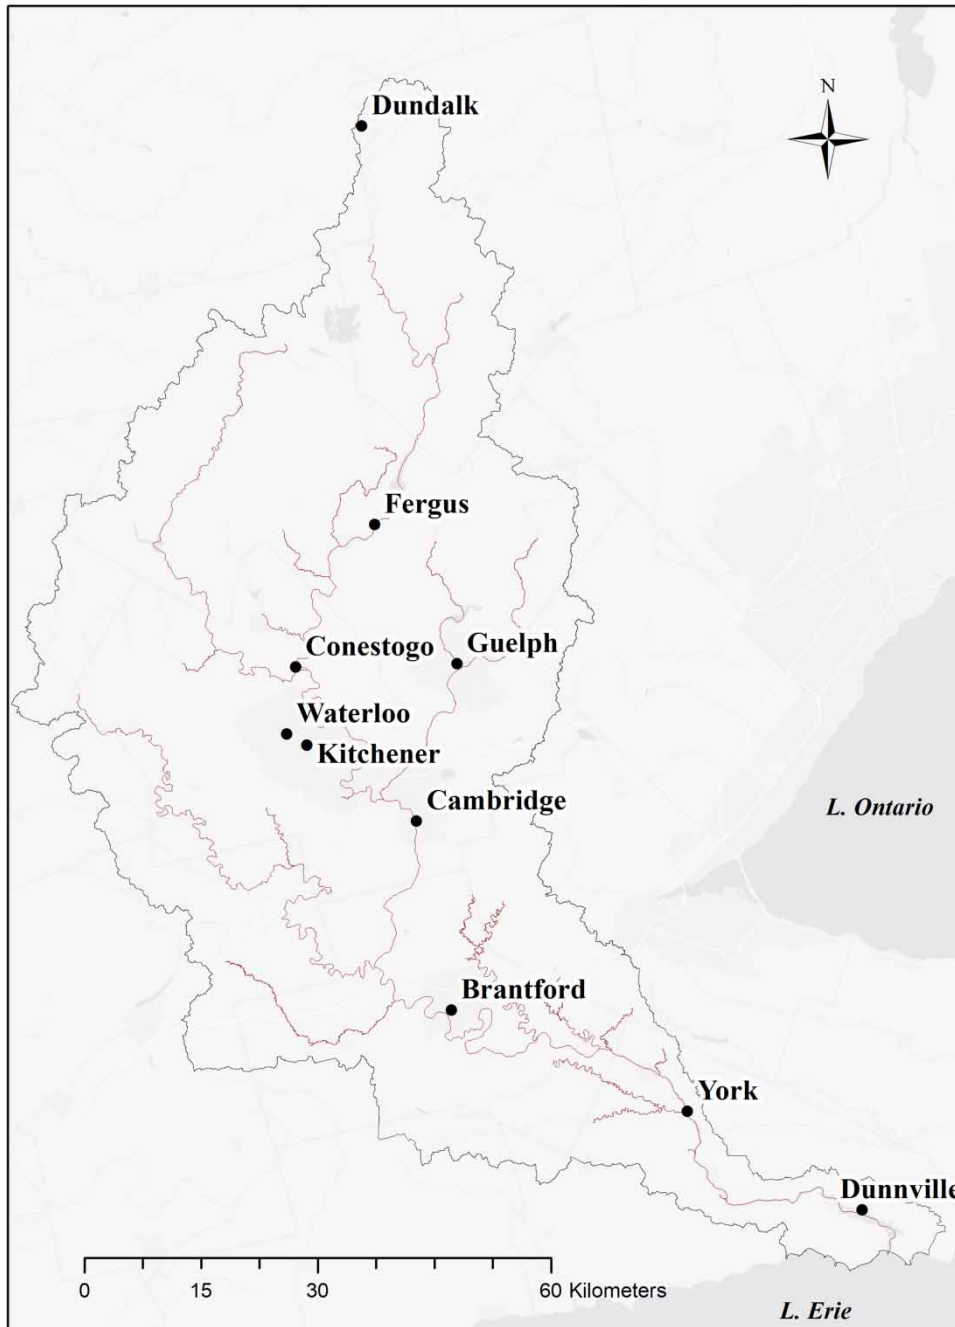 N
Dundalk
Fergus
Conestogo
Guelph
Waterloo
Kitchener
Cambridge
L. Ontario
Brantford
York
Dunnville
0 15 30 60 Kilometers
L. Erie